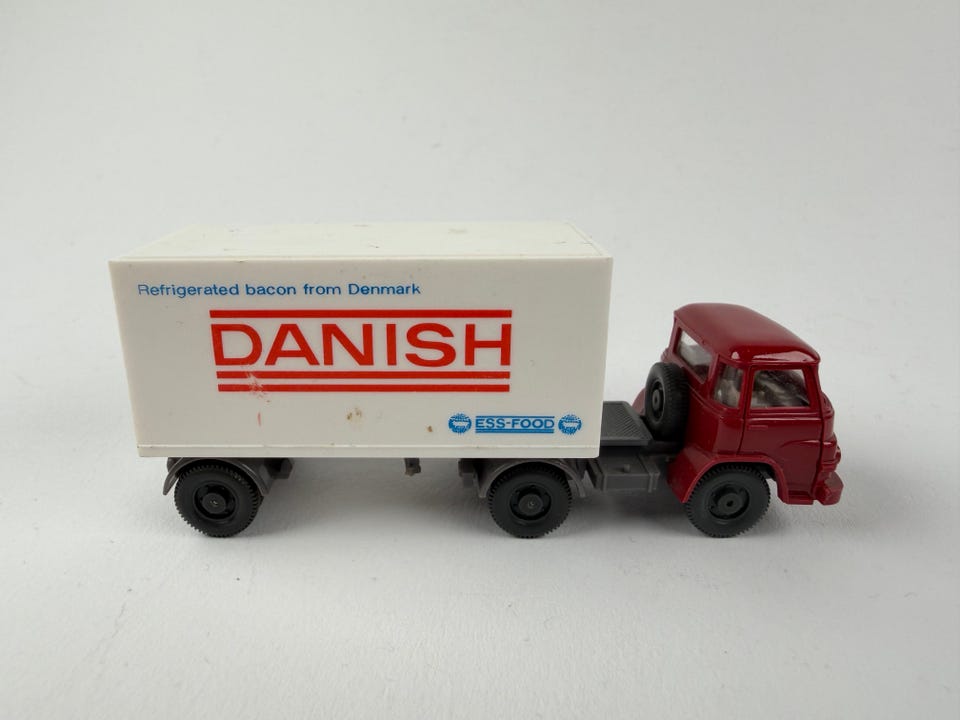 Refrigerated bacon from Denmark
DANISH
ESS-FOOD